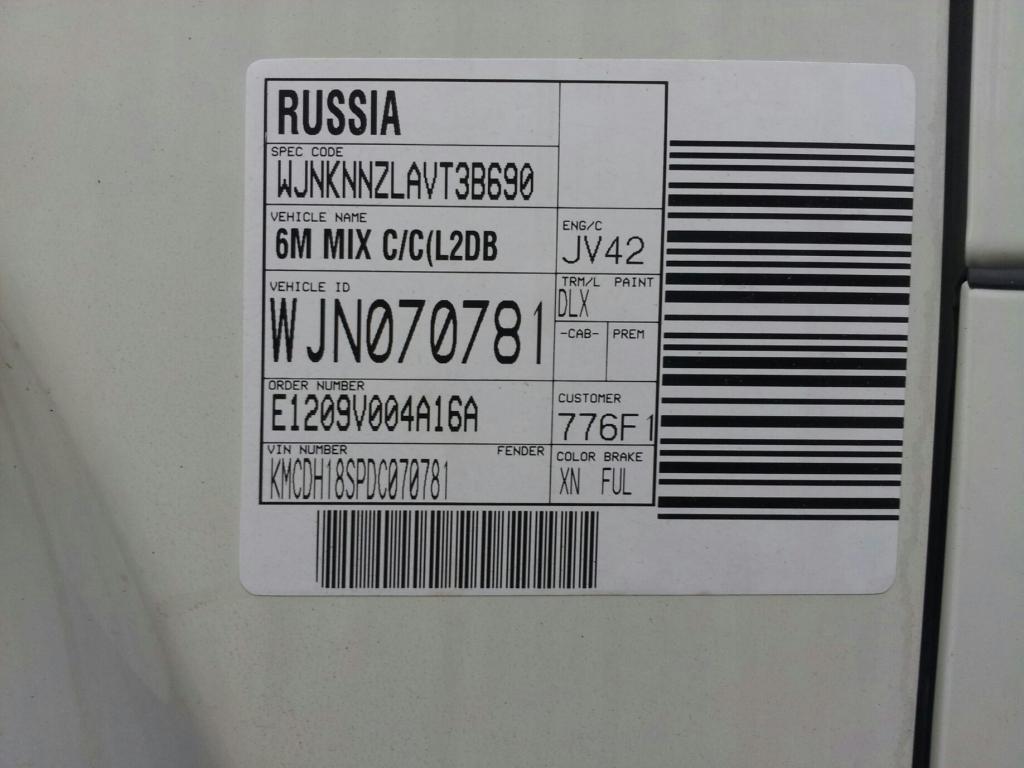 RUSSIA
SPEC CODE
WJNKNNZLAVT3B690
VEHICLE NAME
6M MIX C/C(L2DB
ENG/C
JV42
VEHICLE ID
WJN070781
TRM/L PAINT
DLX
-CAB- PREM
ORDER NUMBER
E1209V004A16A
CUSTOMER
776F1
VIN NUMBER FENDER
KMCDH18SPDC070781
COLOR BRAKE
XN FUL